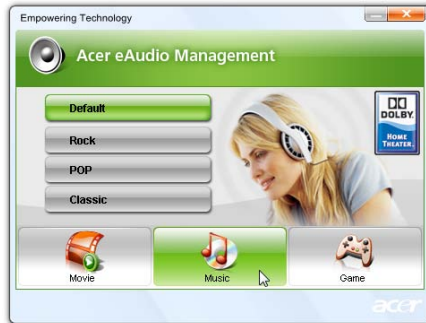 Empowering Technology
Acer eAudio Management
Default
Rock
POP
Classic
DOLBY
HOME
THEATER
Movie
Music
Game
acer